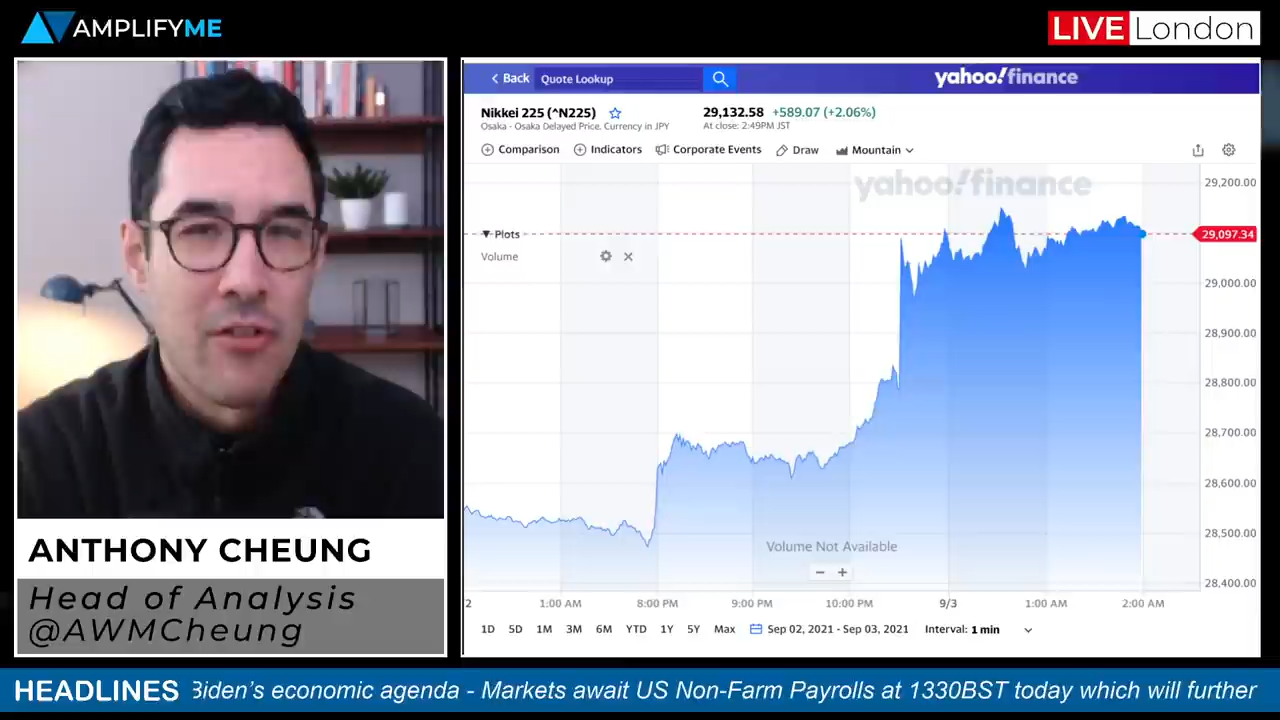 AMPLIFYME
LIVE London
Back Quote Lookup yahoo!finance
Nikkei 225 (^N225) 29,132.58 +589.07 (+2.06%)
Osaka - Osaka Delayed Price. Currency in JPY At close: 2:49PM JST
Comparison Indicators Corporate Events Draw Mountain
yahoo!finance
29,200.00
Plots
29,097.34
Volume
29,000.00
28,900.00
28,800.00
28,700.00
28,600.00
28,500.00
Volume Not Available
28,400.00
2 1:00 AM 8:00 PM 9:00 PM 10:00 PM 9/3 1:00 AM 2:00 AM
1D 5D 1M 3M 6M YTD 1Y 5Y Max Sep 02, 2021 - Sep 03, 2021 Interval: 1 min
ANTHONY CHEUNG
Head of Analysis
@AWMCheung
HEADLINES Biden’s economic agenda - Markets await US Non-Farm Payrolls at 1330BST today which will further